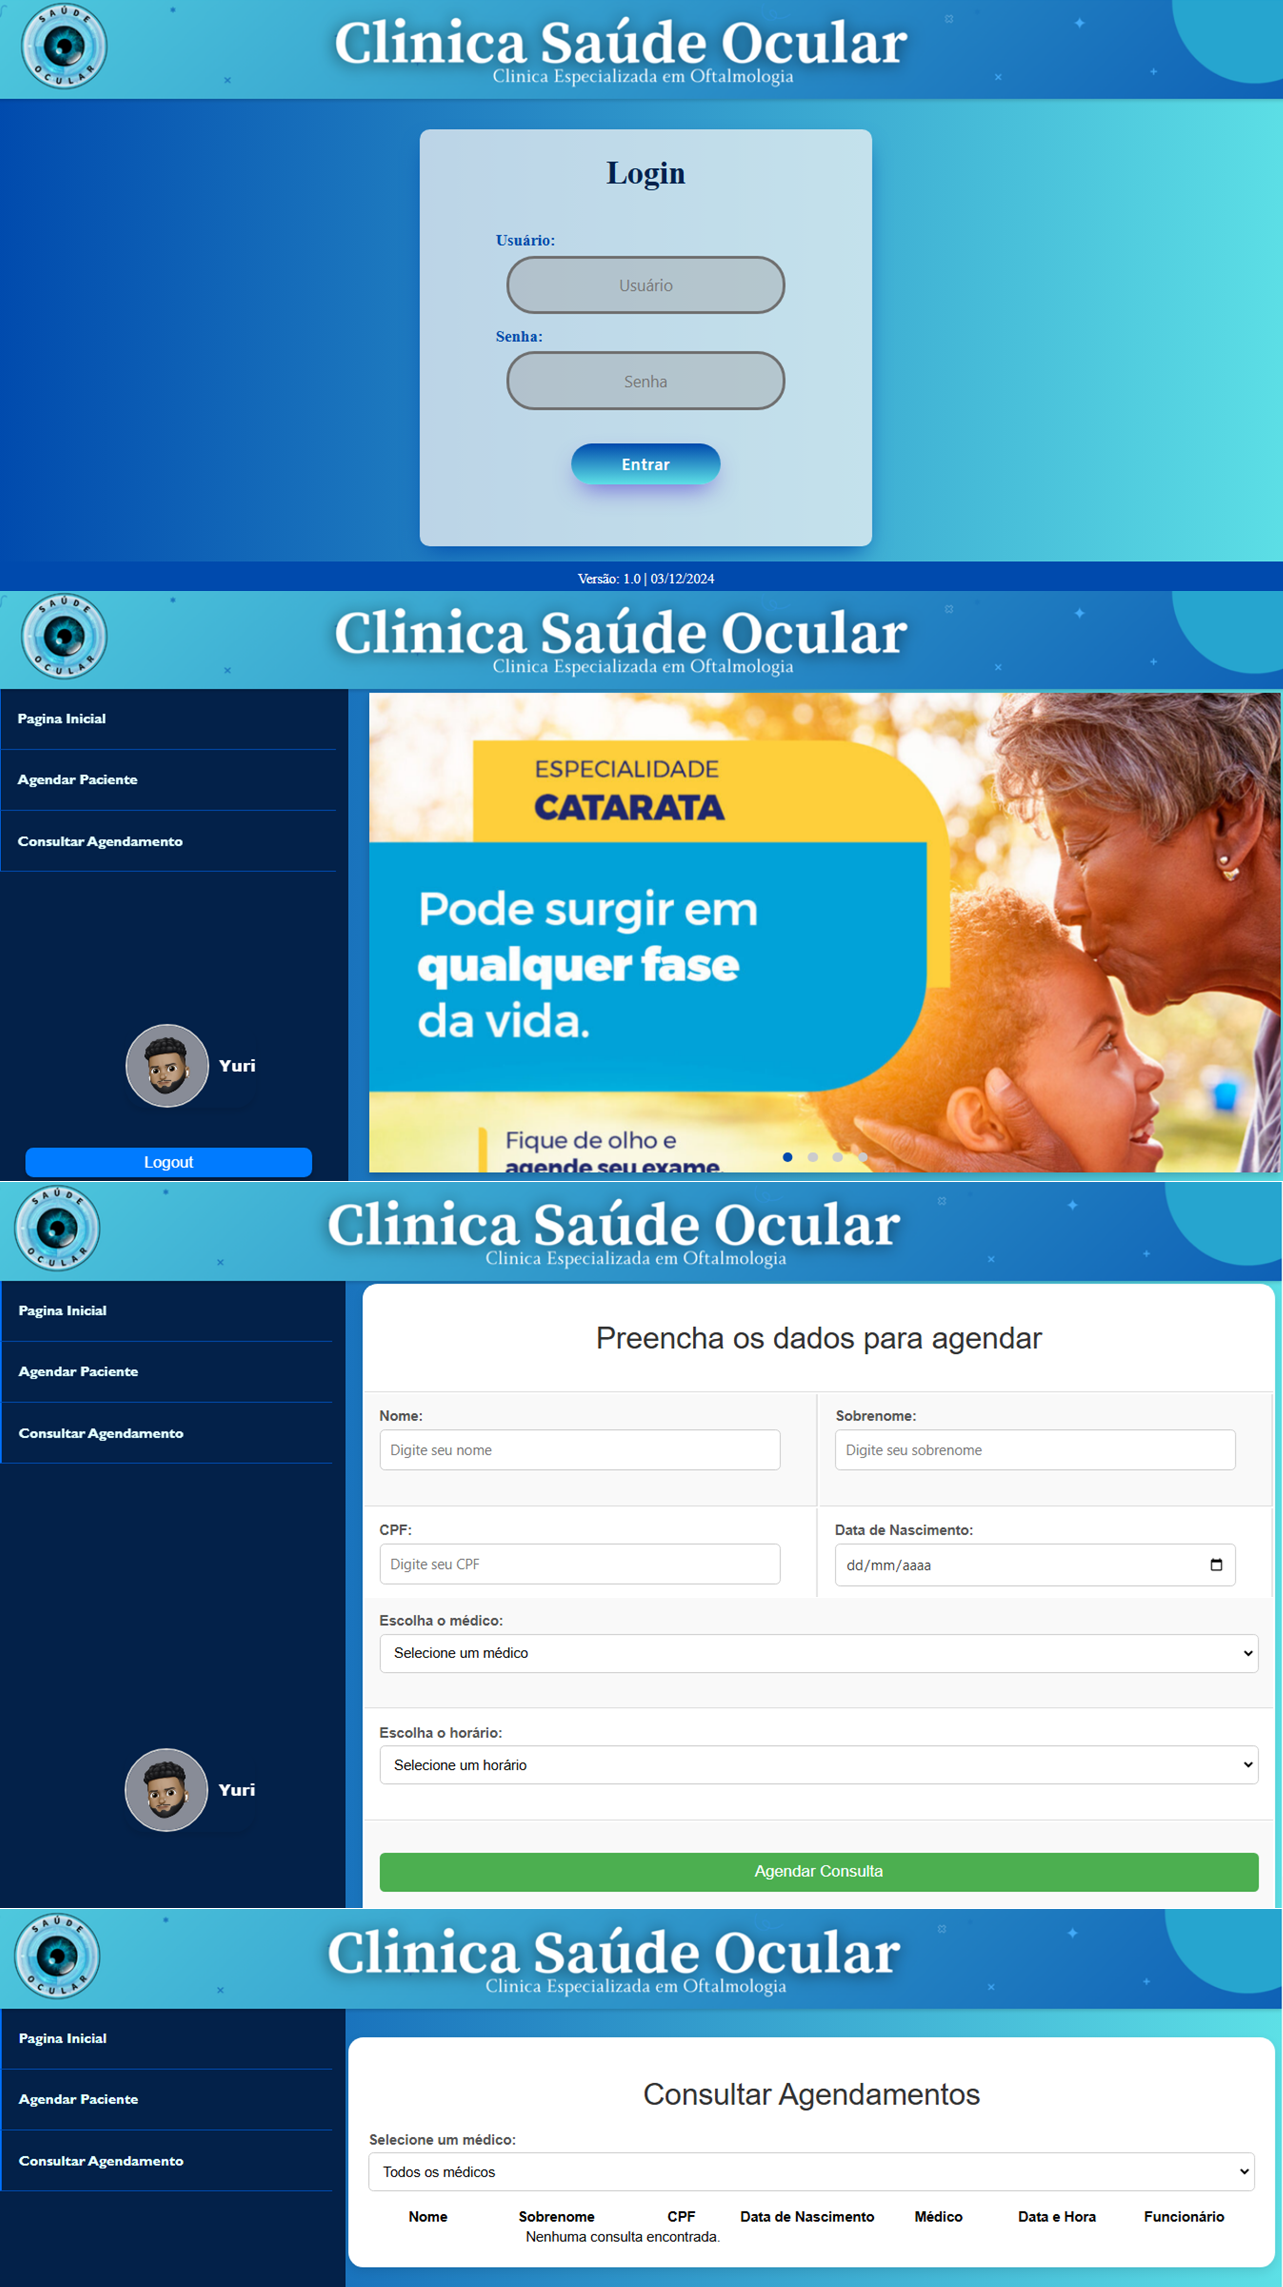 SAÚDE
OCULAR
Clinica Saúde Ocular
Clinica Especializada em Oftalmologia
Login
Usuário:
Usuário
Senha:
Senha
Entrar
Versão: 1.0 | 03/12/2024
SAÚDE
OCULAR
Clinica Saúde Ocular
Clinica Especializada em Oftalmologia
Pagina Inicial
Agendar Paciente
Consultar Agendamento
Yuri
Logout
ESPECIALIDADE
CATARATA
Pode surgir em
qualquer fase
da vida.
Fique de olho e
agende seu exame.
SAÚDE
OCULAR
Clinica Saúde Ocular
Clinica Especializada em Oftalmologia
Pagina Inicial
Agendar Paciente
Consultar Agendamento
Yuri
Preencha os dados para agendar
Nome:
Digite seu nome
Sobrenome:
Digite seu sobrenome
CPF:
Digite seu CPF
Data de Nascimento:
dd/mm/aaaa
Escolha o médico:
Selecione um médico
Escolha o horário:
Selecione um horário
Agendar Consulta
SAÚDE
OCULAR
Clinica Saúde Ocular
Clinica Especializada em Oftalmologia
Pagina Inicial
Agendar Paciente
Consultar Agendamento
Consultar Agendamentos
Selecione um médico:
Todos os médicos
Nome Sobrenome CPF Data de Nascimento Médico Data e Hora Funcionário
Nenhuma consulta encontrada.